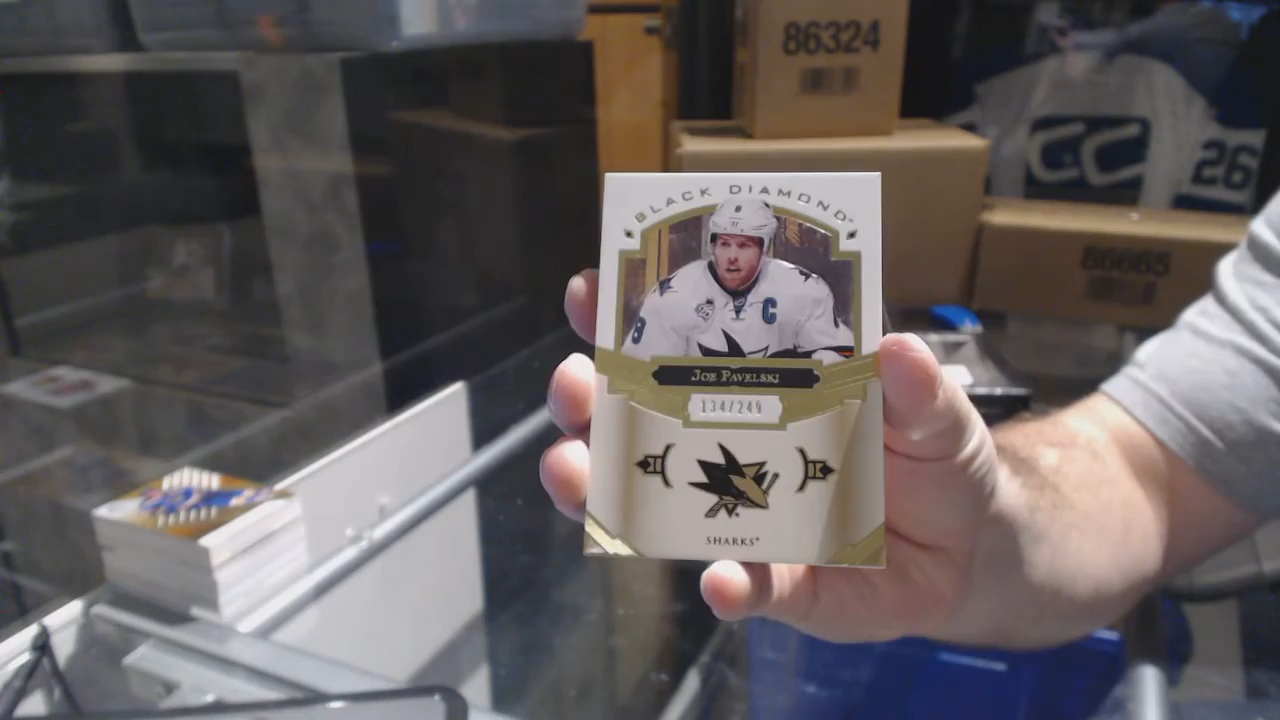 86324
CC
26
86665
BLACK DIAMOND
8
C
8
JOE PAVELSKI
134/249
SHARKS